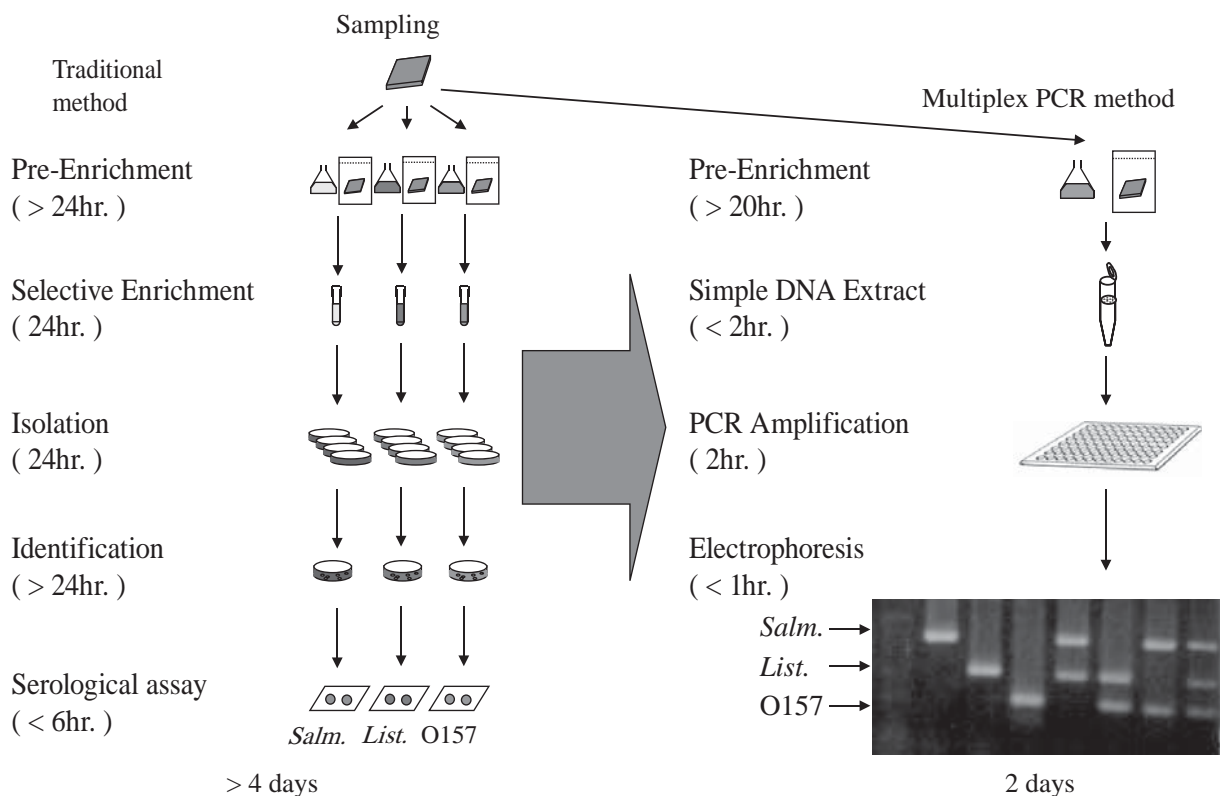 Sampling
Traditional
method
Multiplex PCR method
Pre-Enrichment
( > 24hr. )
Selective Enrichment
( 24hr. )
Isolation
( 24hr. )
Identification
( > 24hr. )
Serological assay
( < 6hr. )
Salm. List. O157
> 4 days
Pre-Enrichment
( > 20hr. )
Simple DNA Extract
( < 2hr. )
PCR Amplification
( 2hr. )
Electrophoresis
( < 1hr. )
Salm.
List.
O157
2 days